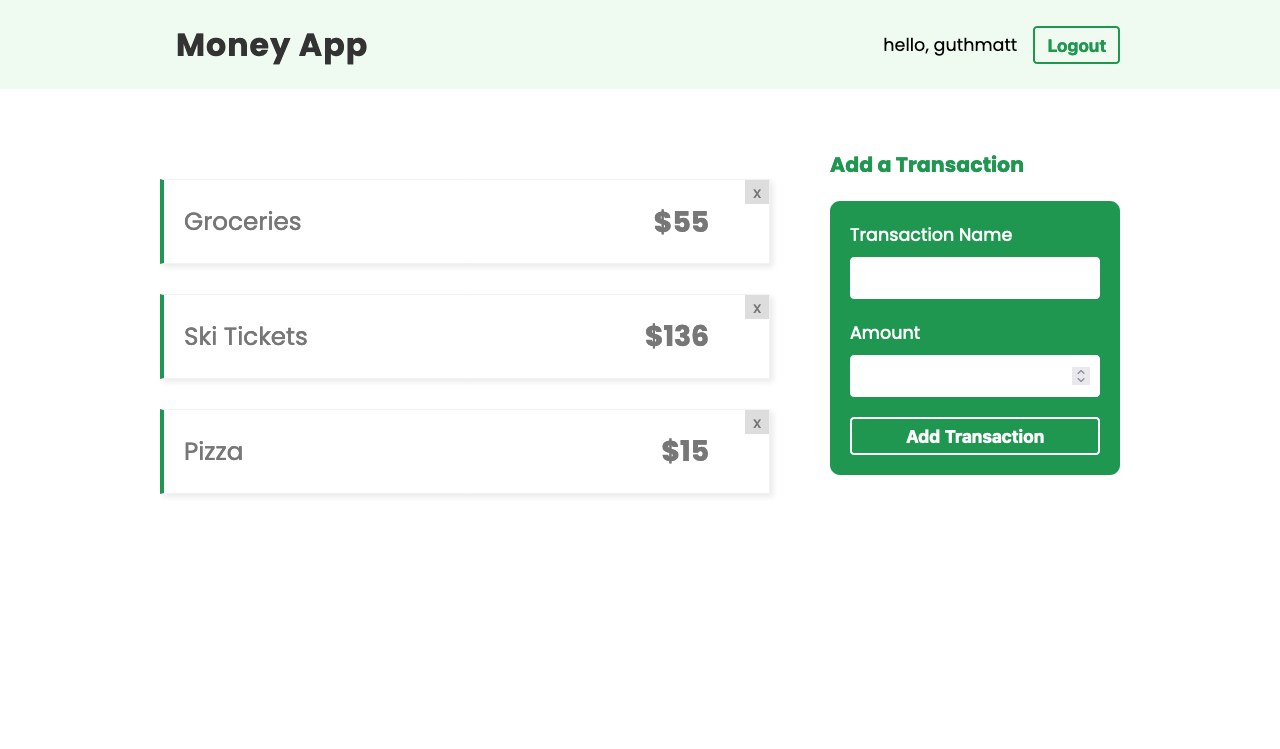 Money App
hello, guthmatt
Logout
Groceries
$55
x
Ski Tickets
$136
x
Pizza
$15
x
Add a Transaction
Transaction Name
Amount
Add Transaction